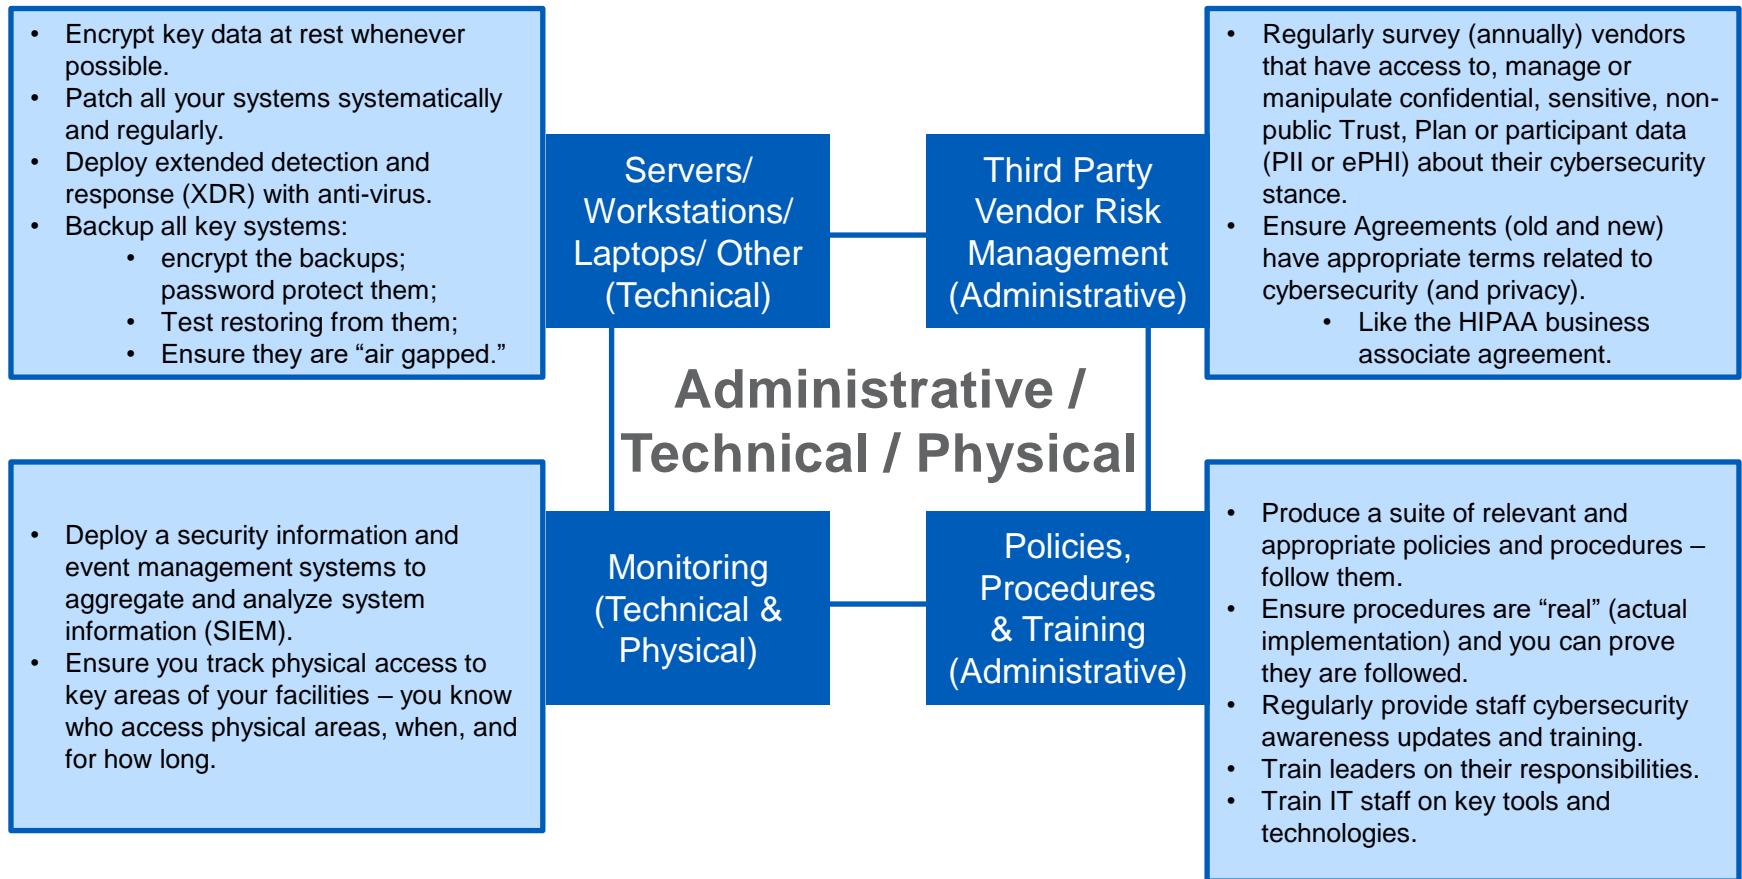 • Encrypt key data at rest whenever
possible.
• Patch all your systems systematically
and regularly.
• Deploy extended detection and
response (XDR) with anti-virus.
• Backup all key systems:
• encrypt the backups;
password protect them;
• Test restoring from them;
• Ensure they are “air gapped.”
Servers/
Workstations/
Laptops/ Other
(Technical)
Third Party
Vendor Risk
Management
(Administrative)
• Regularly survey (annually) vendors
that have access to, manage or
manipulate confidential, sensitive, non-
public Trust, Plan or participant data
(PII or ePHI) about their cybersecurity
stance.
• Ensure Agreements (old and new)
have appropriate terms related to
cybersecurity (and privacy).
• Like the HIPAA business
associate agreement.
Administrative /
Technical / Physical
• Deploy a security information and
event management systems to
aggregate and analyze system
information (SIEM).
• Ensure you track physical access to
key areas of your facilities – you know
who access physical areas, when, and
for how long.
Monitoring
(Technical &
Physical)
Policies,
Procedures
& Training
(Administrative)
• Produce a suite of relevant and
appropriate policies and procedures –
follow them.
• Ensure procedures are “real” (actual
implementation) and you can prove
they are followed.
• Regularly provide staff cybersecurity
awareness updates and training.
• Train leaders on their responsibilities.
• Train IT staff on key tools and
technologies.